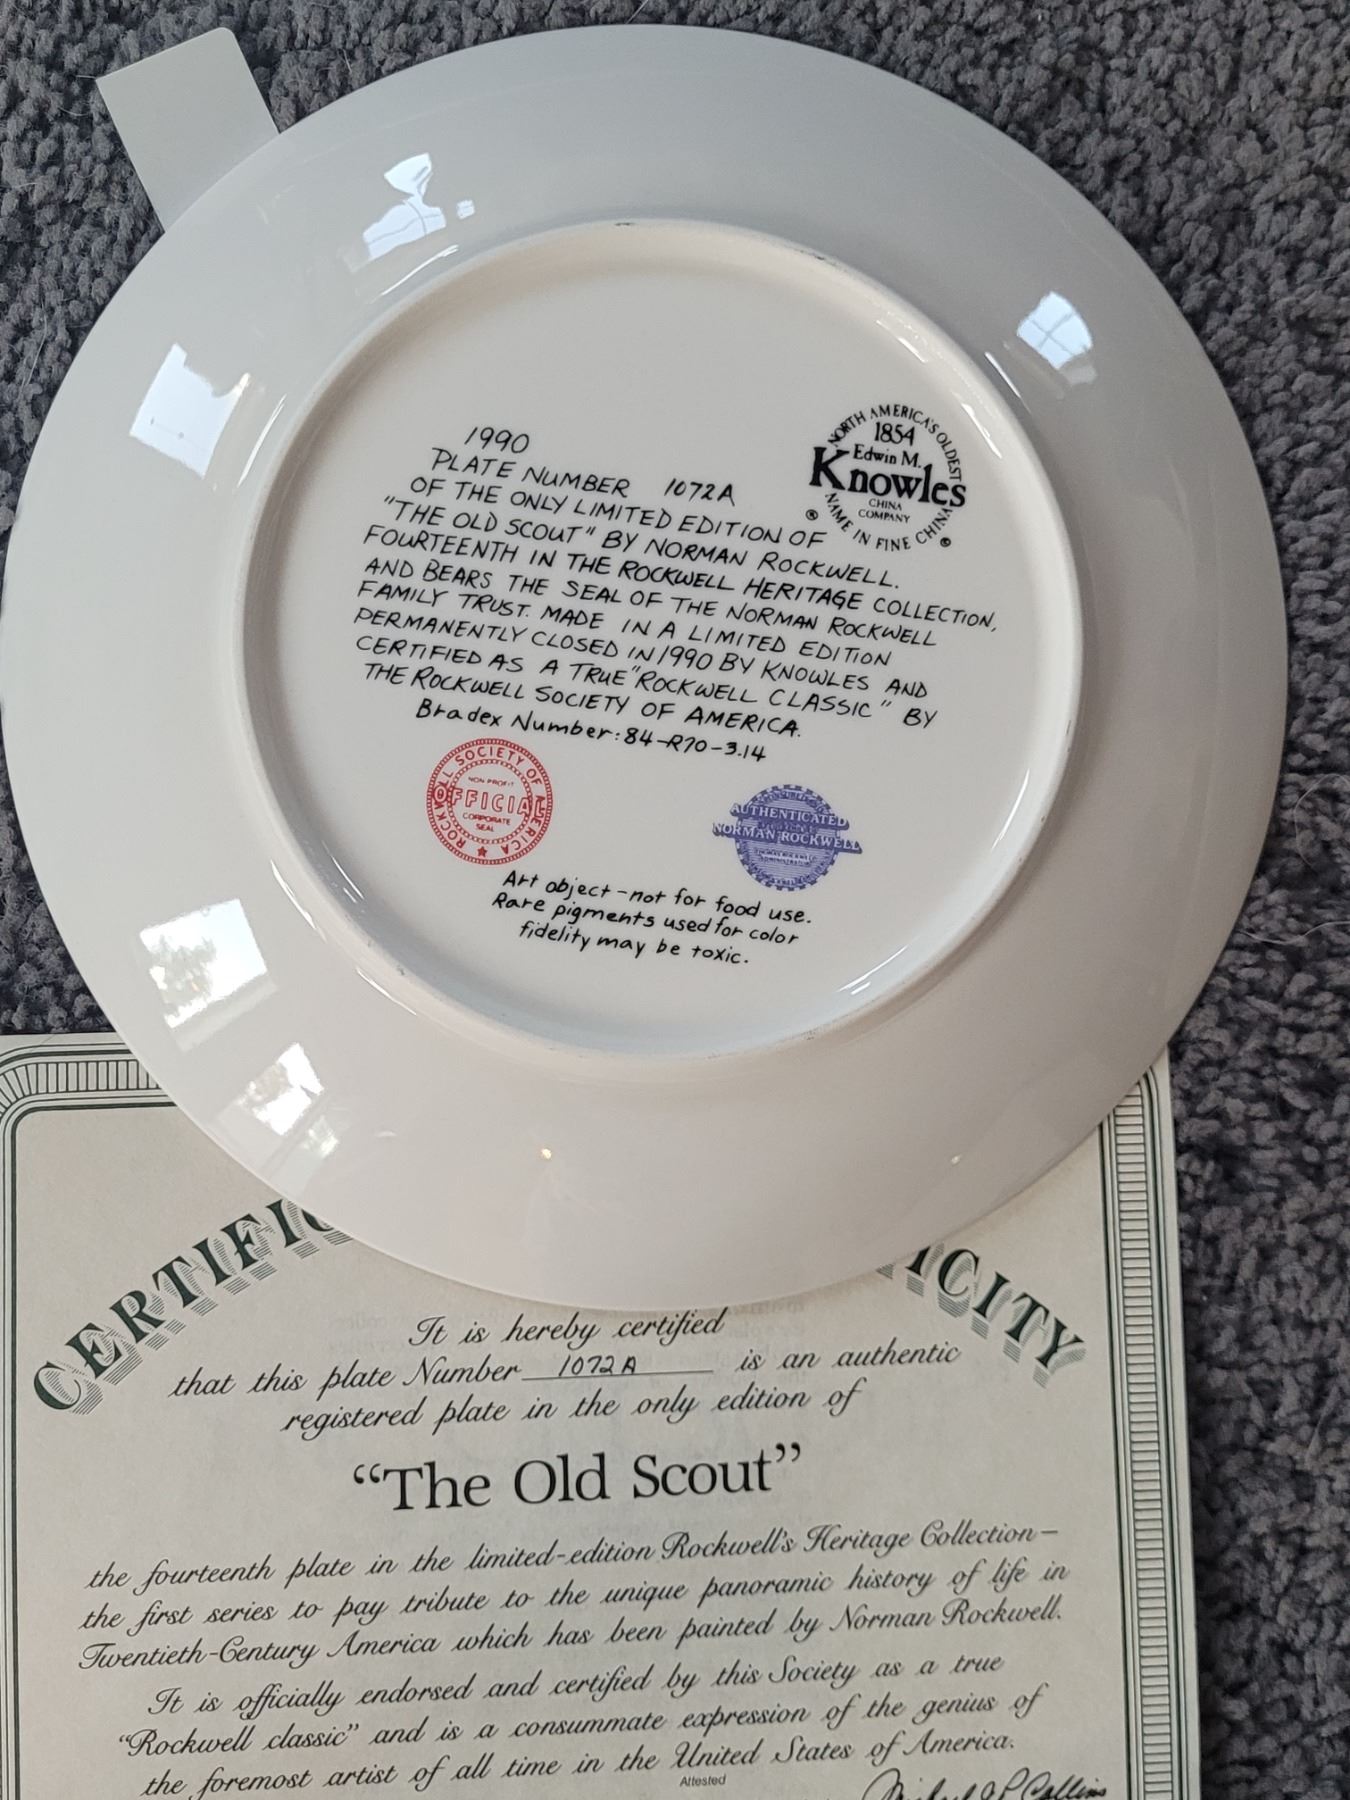 1990
PLATE NUMBER 1072A
OF THE ONLY LIMITED EDITION OF
"THE OLD SCOUT" BY NORMAN ROCKWELL.
FOURTEENTH IN THE ROCKWELL HERITAGE COLLECTION,
AND BEARS THE SEAL OF THE NORMAN ROCKWELL
FAMILY TRUST. MADE IN A LIMITED EDITION
PERMANENTLY CLOSED IN 1990 BY KNOWLES AND
CERTIFIED AS A TRUE "ROCKWELL CLASSIC" BY
THE ROCKWELL SOCIETY OF AMERICA.
Bradex Number: 84-R70-3.14
NORTH AMERICA'S OLDEST
1854
Edwin M.
Knowles
CHINA
COMPANY
® NAME IN FINE CHINA ®
ROCKWELL SOCIETY OF AMERICA
NON PROFIT
OFFICIAL
CORPORATE
SEAL
AUTHENTICATED
NORMAN ROCKWELL
Art object-not for food use.
Rare pigments used for color
fidelity may be toxic.
CERTIFIC ICITY
It is hereby certified
that this plate Number 1072A is an authentic
registered plate in the only edition of
“The Old Scout”
the fourteenth plate in the limited-edition Rockwell's Heritage Collection—
the first series to pay tribute to the unique panoramic history of life in
Twentieth-Century America which has been painted by Norman Rockwell.
It is officially endorsed and certified by this Society as a true
“Rockwell classic” and is a consummate expression of the genius of
the foremost artist of all time in the United States of America.
Attested